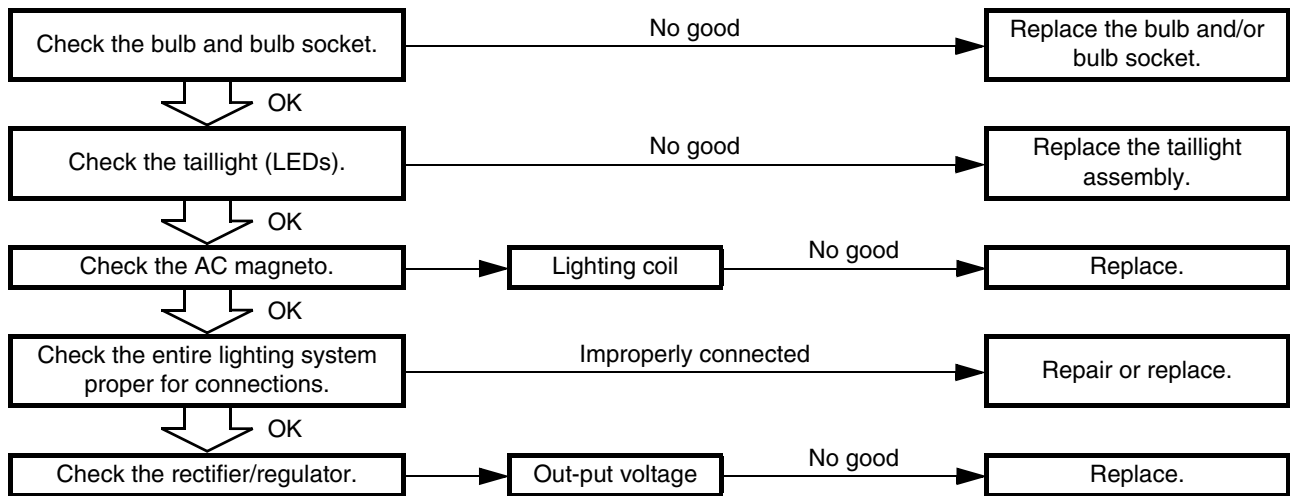 Check the bulb and bulb socket.
No good
Replace the bulb and/or
bulb socket.
OK
Check the taillight (LEDs).
No good
Replace the taillight
assembly.
OK
Check the AC magneto.
Lighting coil
No good
Replace.
OK
Check the entire lighting system
proper for connections.
Improperly connected
Repair or replace.
OK
Check the rectifier/regulator.
Out-put voltage
No good
Replace.